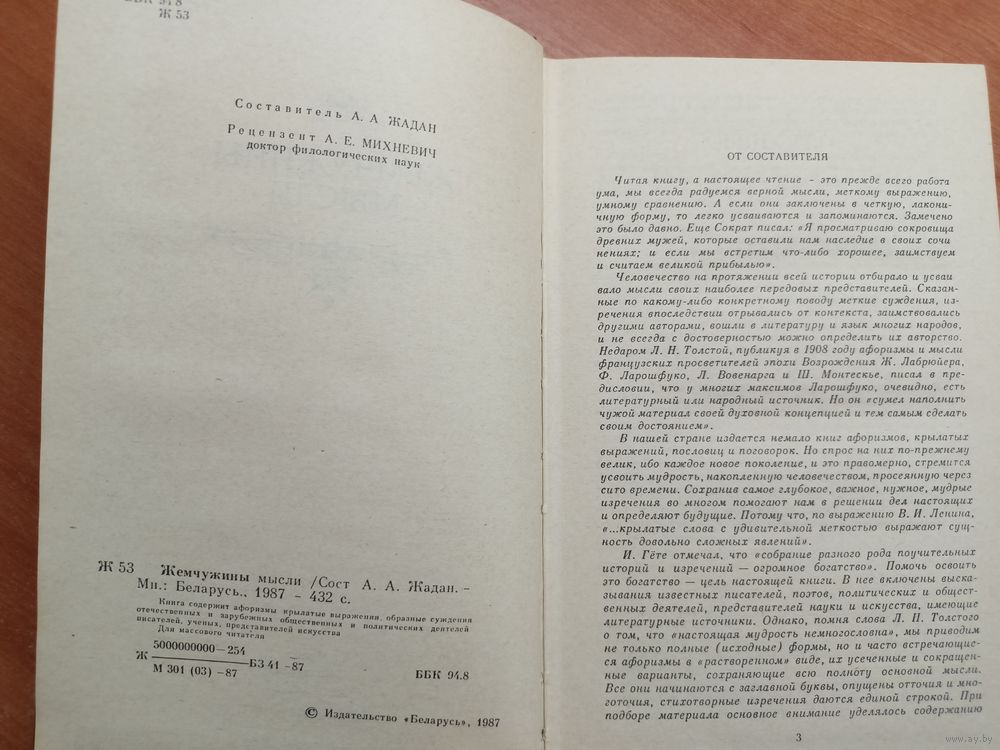 ББК 94 8
Ж 53
Составитель А. А ЖАДАН
Рецензент А. Е. МИХНЕВИЧ
доктор филологических наук
Ж 53 Жемчужины мысли /Сост А. А. Жадан. –
Мн.: Беларусь., 1987 – 432 с.
Книга содержит афоризмы крылатые выражения, образные суждения
отечественных и зарубежных общественных и политических деятелей
писателей, ученых, представителей искусства
Для массового читателя
5000000000—254
Ж БЗ 41 -87
М 301 (03) -87
ББК 94.8
© Издательство «Беларусь», 1987
ОТ СОСТАВИТЕЛЯ
Читая книгу, а настоящее чтение - это прежде всего работа
ума, мы всегда радуемся верной мысли, меткому выражению,
умному сравнению. А если они заключены в четкую, лакони-
чную форму, то легко усваиваются и запоминаются. Замечено
это было давно. Еще Сократ писал: «Я просматриваю сокровища
древних мужей, которые оставили нам наследие в своих сочи
нениях; и если мы встретим что-либо хорошее, заимствуем
и считаем великой прибылью».
Человечество на протяжении всей истории отбирало и усваи
вало мысли своих наиболее передовых представителей. Сказан-
ные по какому-либо конкретному поводу меткие суждения, из-
речения впоследствии отрывались от контекста, заимствовались
другими авторами, вошли в литературу и язык многих народов,
и не всегда с достоверностью можно определить их авторство.
Недаром Л. Н. Толстой, публикуя в 1908 году афоризмы и мысли
французских просветителей эпохи Возрождения Ж. Лабрюйера,
Ф. Ларошфуко, Л. Вовенарга и Ш. Монтескье, писал в пре-
дисловии, что у многих максимов Ларошфуко, очевидно, есть
литературный или народный источник. Но он «сумел наполнить
чужой материал своей духовной концепцией и тем самым сделать
своим достоянием».
В нашей стране издается немало книг афоризмов, крылатых
выражений, пословиц и поговорок. Но спрос на них по-прежнему
велик, ибо каждое новое поколение, и это правомерно, стремится
усвоить мудрость, накопленную человечеством, просеянную через
сито времени. Сохранив самое глубокое, важное, нужное, мудрые
изречения во многом помогают нам в решении дел настоящих
и определяют будущие. Потому что, по выражению В. И. Ленина,
«...крылатые слова с удивительной меткостью выражают сущ-
ность довольно сложных явлений».
И. Гёте отмечал, что «собрание разного рода поучительных
историй и изречений — огромное богатство». Помочь освоить
это богатство — цель настоящей книги. В нее включены выска-
зывания известных писателей, поэтов, политических и общест-
венных деятелей, представителей науки и искусства, имеющие
литературные источники. Однако, помня слова Л. Н. Толстого
о том, что «настоящая мудрость немногословна», мы приводим
не только полные (исходные) формы, но и часто встречающие-
ся афоризмы в «растворенном» виде, их усеченные и сокращен-
ные варианты, сохраняющие всю полноту основной мысли.
Все они начинаются с заглавной буквы, опущены отточия и мно-
готочия, стихотворные изречения даются единой строкой. При
подборе материала основное внимание уделялось содержанию
3
www.ay.by